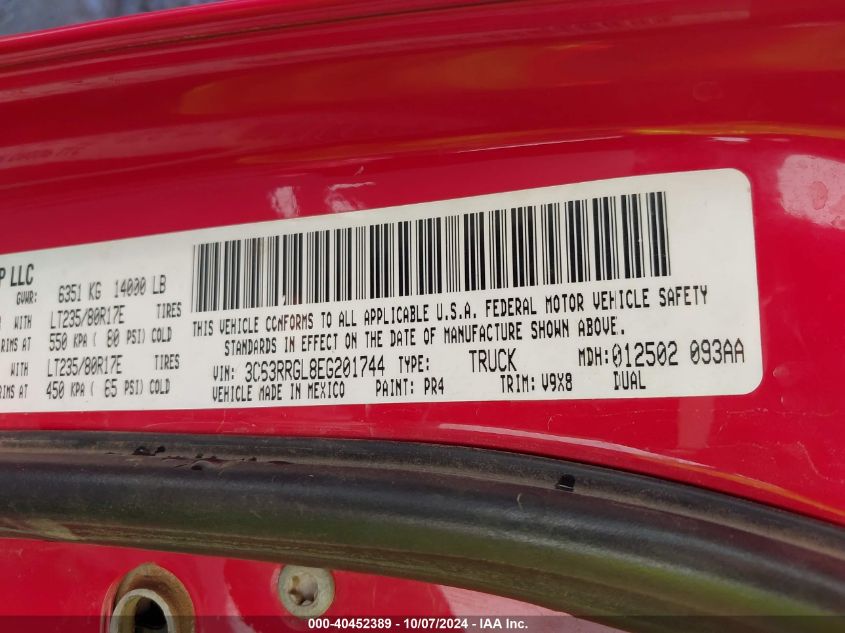 P LLC
GVWR: 6351 KG 14000 LB
WITH LT235/80R17E TIRES
RIMS AT 550 KPA ( 80 PSI) COLD
WITH LT235/80R17E TIRES
RIMS AT 450 KPA ( 65 PSI) COLD
THIS VEHICLE CONFORMS TO ALL APPLICABLE U.S.A. FEDERAL MOTOR VEHICLE SAFETY
STANDARDS IN EFFECT ON THE DATE OF MANUFACTURE SHOWN ABOVE.
VIN: 3C63RRGL8EG201744 TYPE: TRUCK MDH: 012502 093AA
VEHICLE MADE IN MEXICO PAINT: PR4 TRIM: V9X8 DUAL
000-40452389 - 10/07/2024 - IAA Inc.